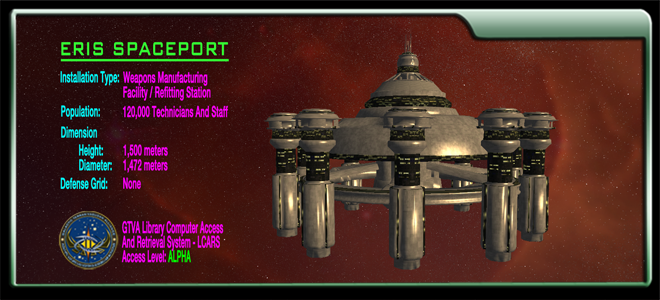 ERIS SPACEPORT
Installation Type: Weapons Manufacturing
Facility / Refitting Station
Population: 120,000 Technicians And Staff
Dimension
Height: 1,500 meters
Diameter: 1,472 meters
Defense Grid: None
GTVA Library Computer Access
And Retrieval System - LCARS
Access Level: ALPHA